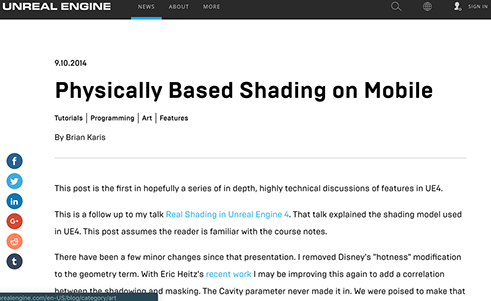 UNREAL ENGINE NEWS ABOUT MORE SIGN IN
9.10.2014
Physically Based Shading on Mobile
Tutorials | Programming | Art | Features
By Brian Karis
This post is the first in hopefully a series of in depth, highly technical discussions of features in UE4.
This is a follow up to my talk Real Shading in Unreal Engine 4. That talk explained the shading model used
in UE4. This post assumes the reader is familiar with the course notes.
There have been a few minor changes since that presentation. I removed Disney's "hotness" modification
to the geometry term. With Eric Heitz's recent work I may be improving this again to add a correlation
between the shadowing and masking. The Cavity parameter never made it in. We were poised to make that
realengine.com/en-US/blog/category/art